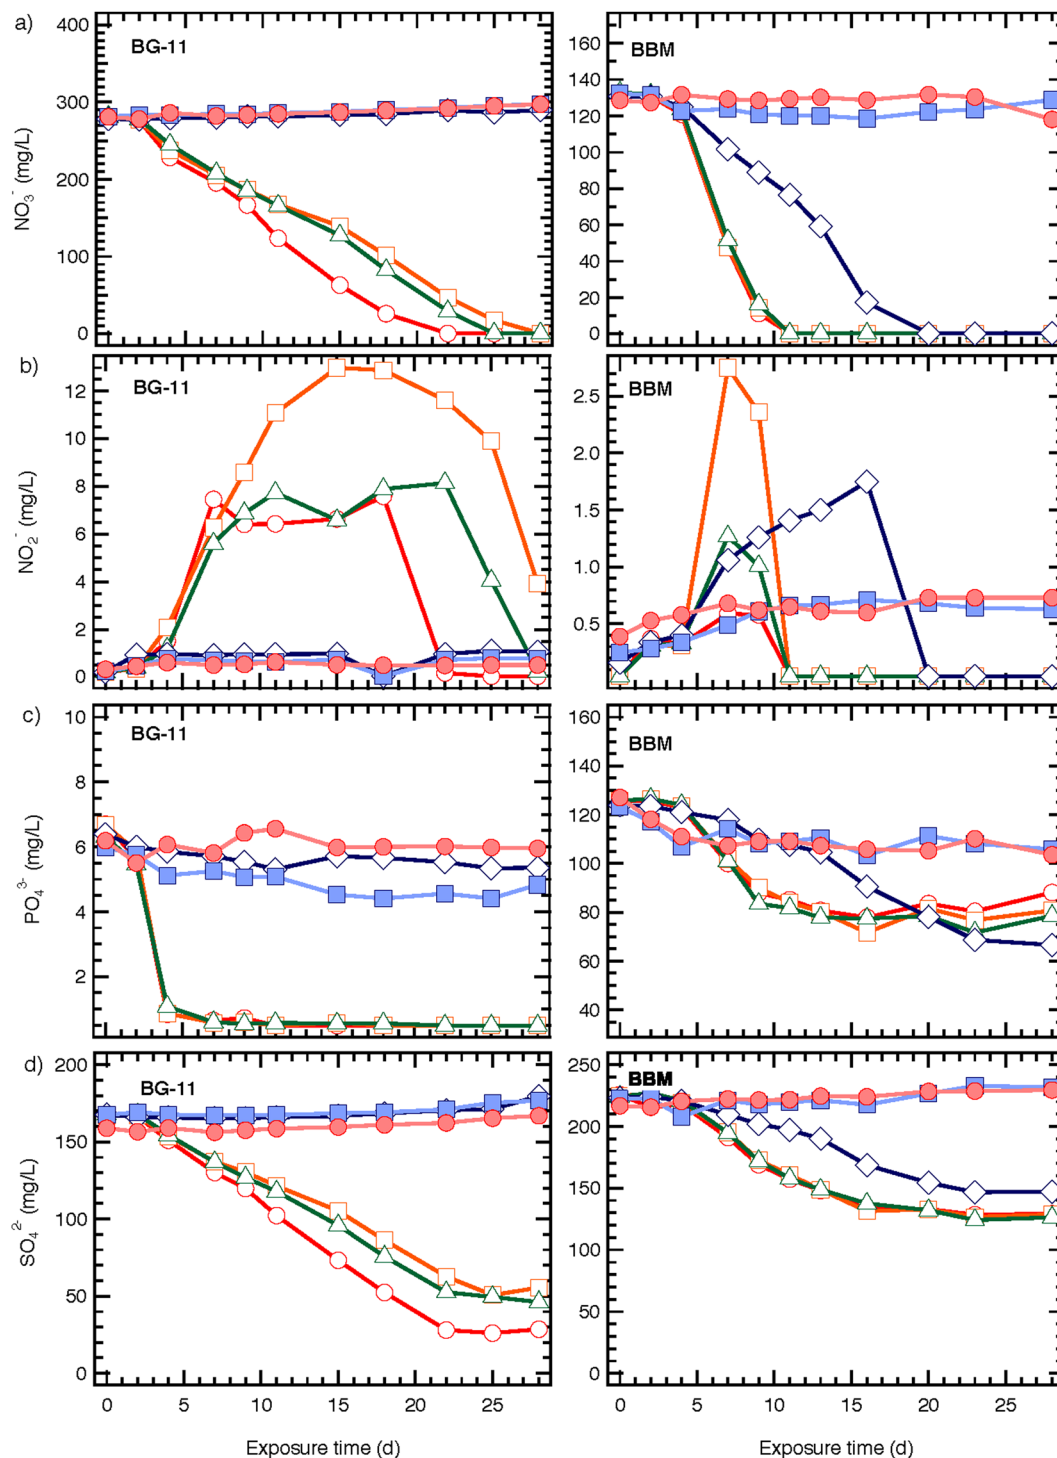 a)
400
300
200
100
0
BG-11
NO₃⁻ (mg/L)
160
140
120
100
80
60
40
20
0
BBM
b)
12
10
8
6
4
2
0
BG-11
NO₂⁻ (mg/L)
2.5
2.0
1.5
1.0
0.5
BBM
c)
10
8
6
4
2
BG-11
PO₄³⁻ (mg/L)
160
140
120
100
80
60
40
BBM
d)
200
150
100
50
0
BG-11
SO₄²⁻ (mg/L)
250
200
150
100
50
0
BBM
0 5 10 15 20 25
Exposure time (d)
0 5 10 15 20 25
Exposure time (d)